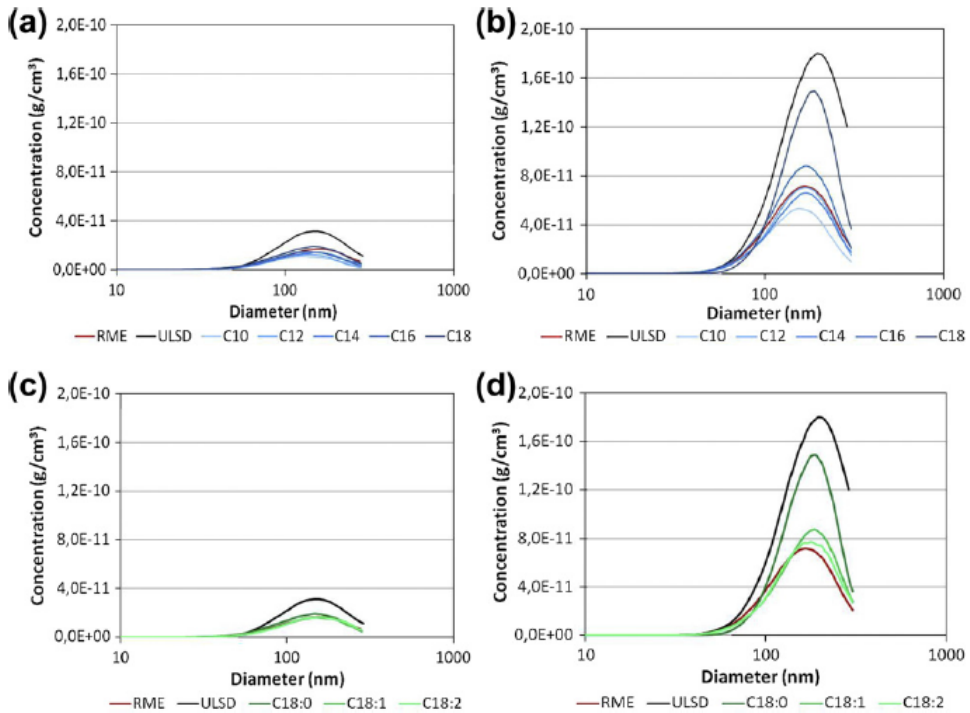 (a)
2,0E-10
1,6E-10
1,2E-10
8,0E-11
4,0E-11
0,0E+00
Concentration (g/cm³)
10 100 1000
Diameter (nm)
RME ULSD C10 C12 C14 C16 C18
(b)
2,0E-10
1,6E-10
1,2E-10
8,0E-11
4,0E-11
0,0E+00
Concentration (g/cm³)
10 100 1000
Diameter (nm)
RME ULSD C10 C12 C14 C16 C18
(c)
2,0E-10
1,6E-10
1,2E-10
8,0E-11
4,0E-11
0,0E+00
Concentration (g/cm³)
10 100 1000
Diameter (nm)
RME ULSD C18:0 C18:1 C18:2
(d)
2,0E-10
1,6E-10
1,2E-10
8,0E-11
4,0E-11
0,0E+00
Concentration (g/cm³)
10 100 1000
Diameter (nm)
RME ULSD C18:0 C18:1 C18:2